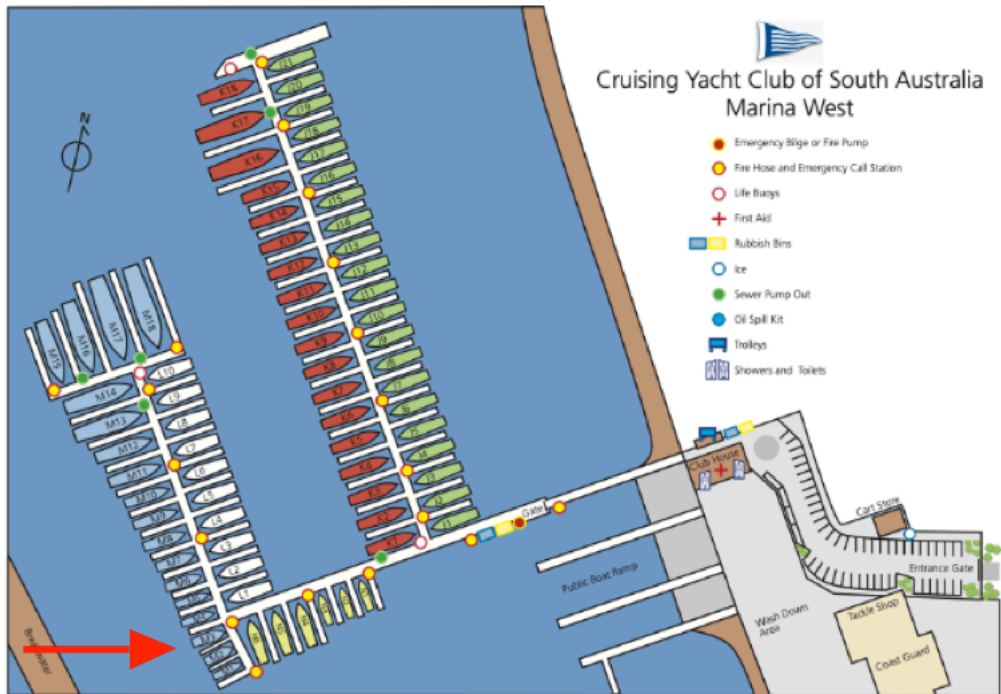 Cruising Yacht Club of South Australia
Marina West
Emergency Bilge or Fire Pump
Fire Hose and Emergency Call Station
Life Buoys
First Aid
Rubbish Bins
Ice
Sewer Pump Out
Oil Spill Kit
Trolleys
Showers and Toilets
N
J21
J20
J19
J18
J17
J16
J15
J14
J13
J12
J11
J10
J9
J8
J7
J6
J5
J4
J3
J2
J1
K18
K17
K16
K15
K14
K13
K12
K11
K10
K9
K8
K7
K6
K5
K4
K3
K2
K1
M15
M16
M17
M18
M14
M13
M12
M11
M10
M9
M8
M7
M6
M3
M2
M1
L10
L9
L8
L7
L6
L5
L4
L3
L2
L1
Gate
Club House
Cart Store
Entrance Gate
Public Boat Ramp
Wash Down
Area
Tackle Shop
Coast Guard
Breakwater